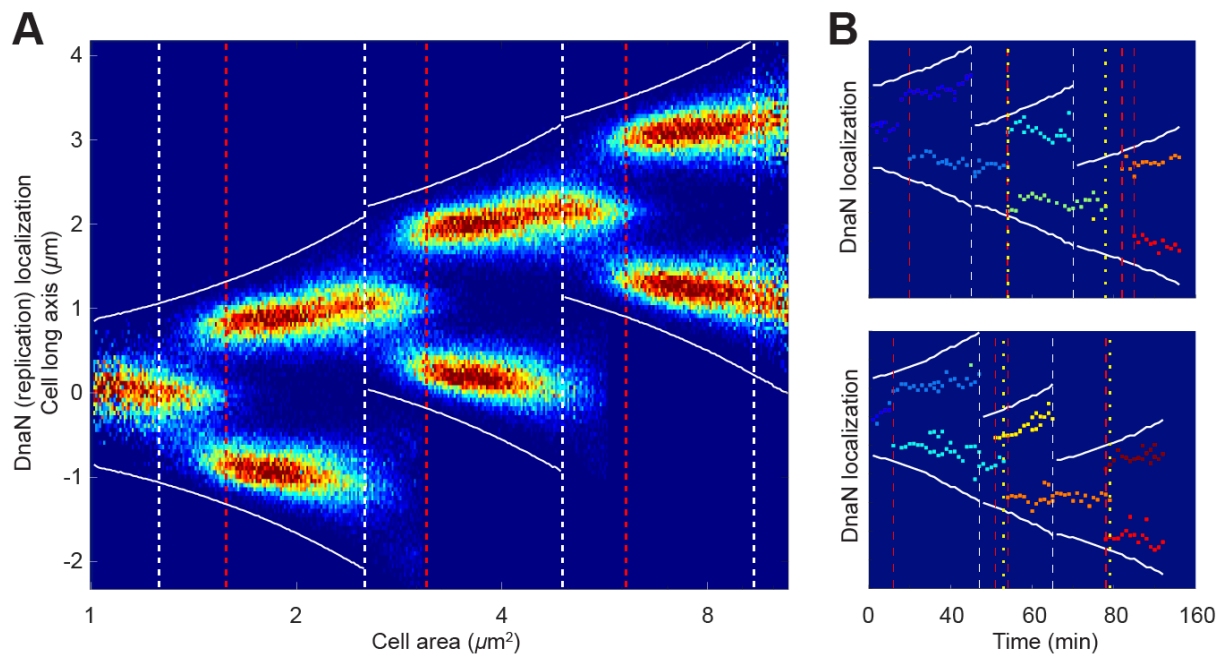 A
B
4
3
2
1
0
-1
-2
DnaN (replication) localization
Cell long axis (µm)
1
2
4
8
Cell area (µm²)
DnaN localization
DnaN localization
0
40
60
80
160
Time (min)